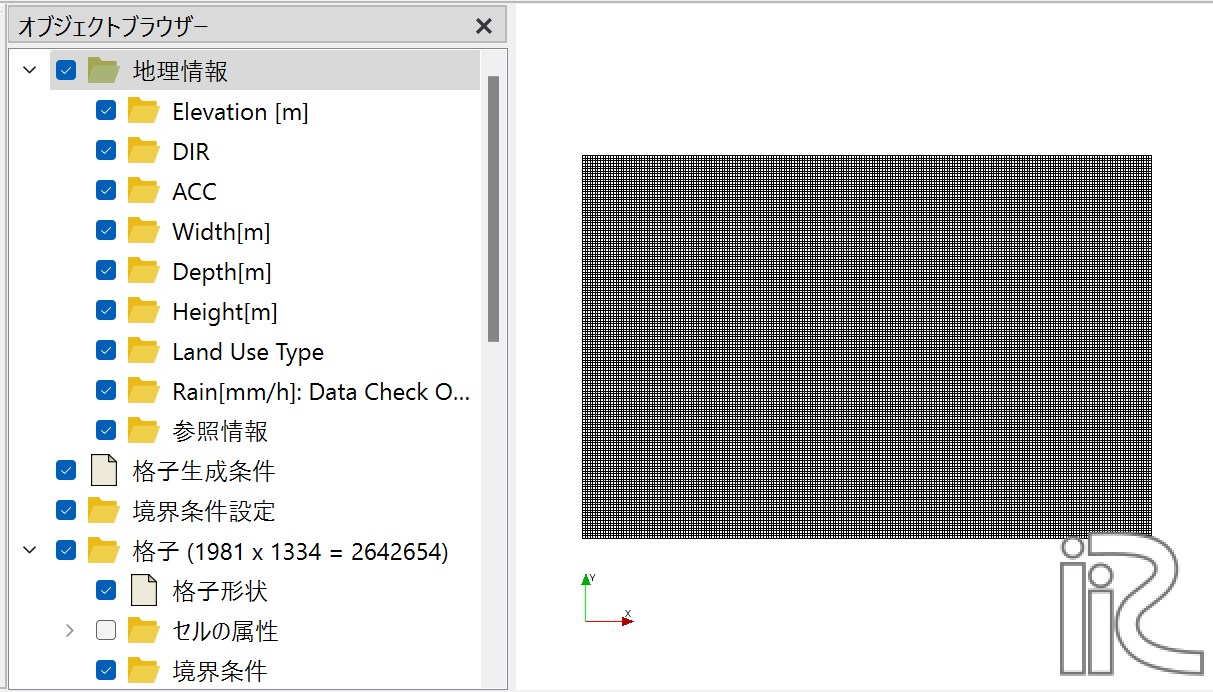 オブジェクトブラウザー
地理情報
Elevation [m]
DIR
ACC
Width[m]
Depth[m]
Height[m]
Land Use Type
Rain[mm/h]: Data Check O...
参照情報
格子生成条件
境界条件設定
格子 (1981 x 1334 = 2642654)
格子形状
セルの属性
境界条件
Y
X
iRIC